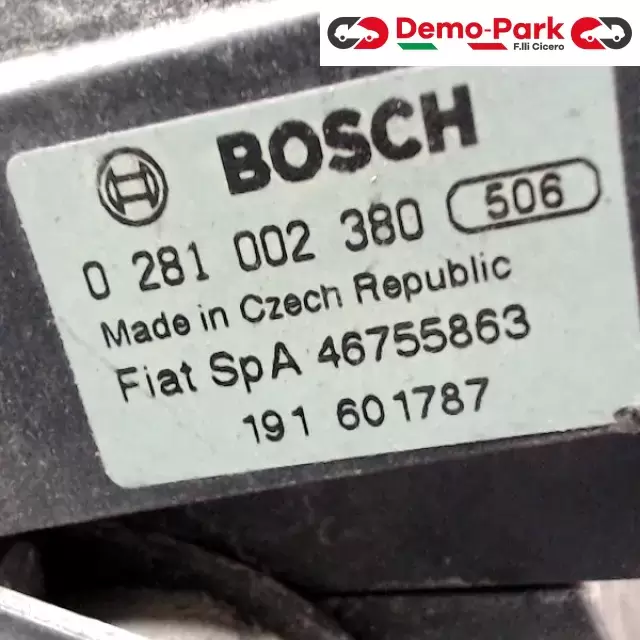 Demo-Park
F.lli Cicero
BOSCH
0 281 002 380 506
Made in Czech Republic
Fiat SpA 46755863
191 601787